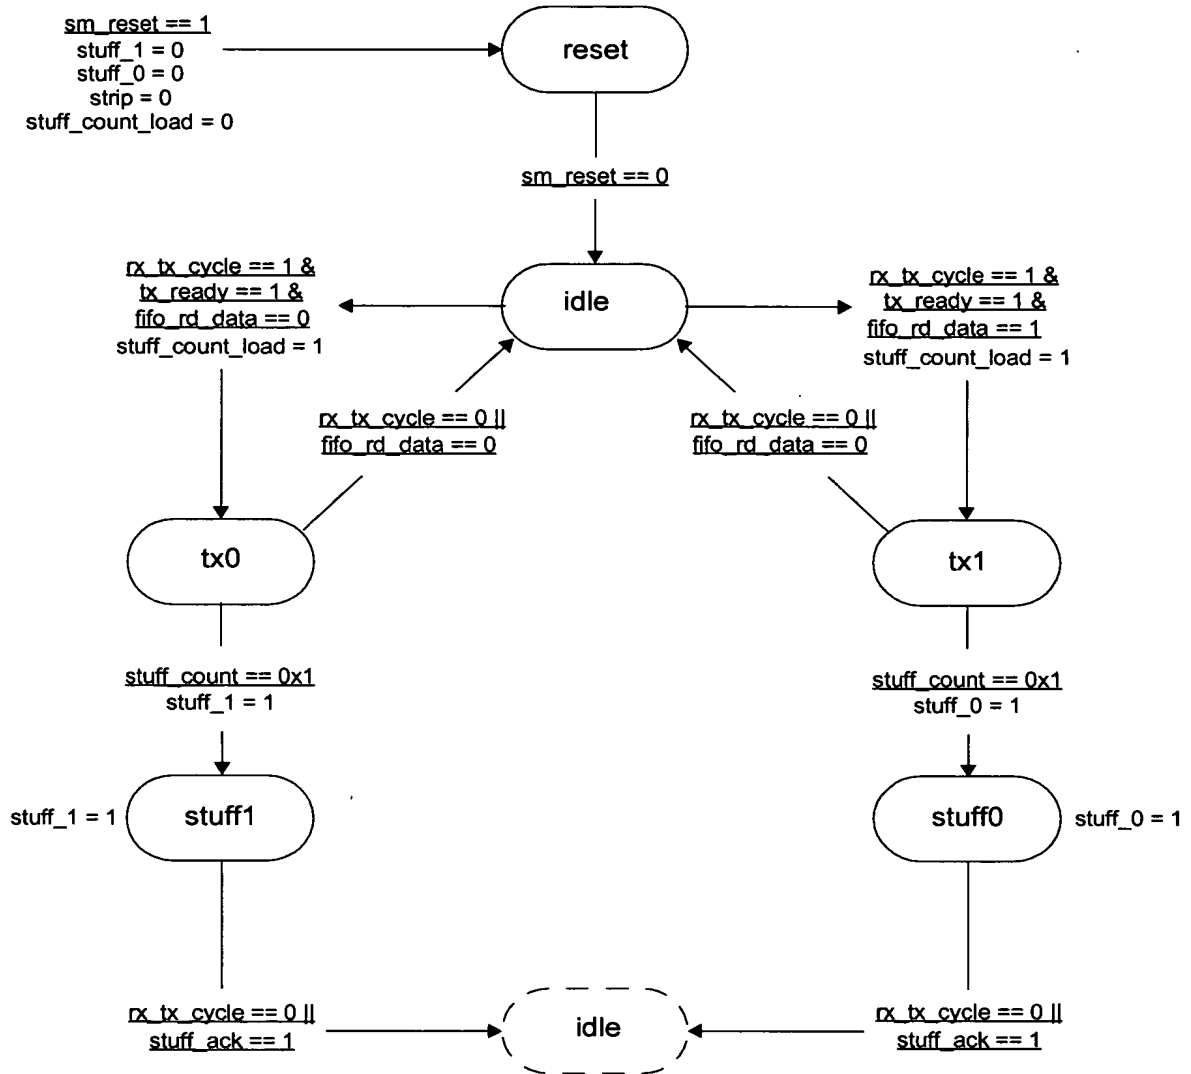 sm_reset == 1
stuff_1 = 0
stuff_0 = 0
strip = 0
stuff_count_load = 0
reset
sm_reset == 0
idle
rx_tx_cycle == 1 &
tx_ready == 1 &
fifo_rd_data == 0
stuff_count_load = 1
rx_tx_cycle == 1 &
tx_ready == 1 &
fifo_rd_data == 1
stuff_count_load = 1
rx_tx_cycle == 0 ||
fifo_rd_data == 0
rx_tx_cycle == 0 ||
fifo_rd_data == 0
tx0
tx1
stuff_count == 0x1
stuff_1 = 1
stuff_count == 0x1
stuff_0 = 1
stuff_1 = 1
stuff1
stuff0
stuff_0 = 1
rx_tx_cycle == 0 ||
stuff_ack == 1
idle
rx_tx_cycle == 0 ||
stuff_ack == 1